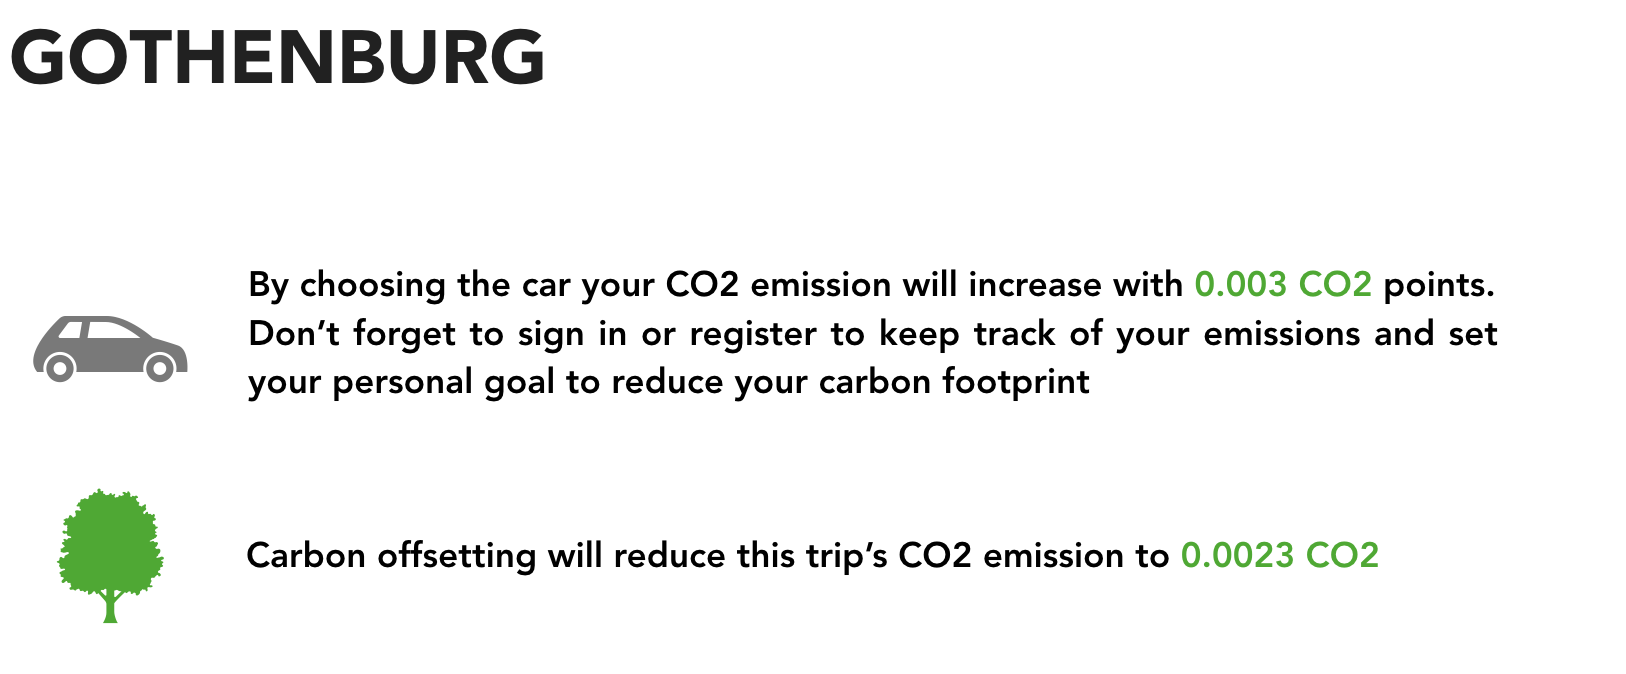 GOTHENBURG
By choosing the car your CO2 emission will increase with 0.003 CO2 points.
Don’t forget to sign in or register to keep track of your emissions and set
your personal goal to reduce your carbon footprint
Carbon offsetting will reduce this trip’s CO2 emission to 0.0023 CO2